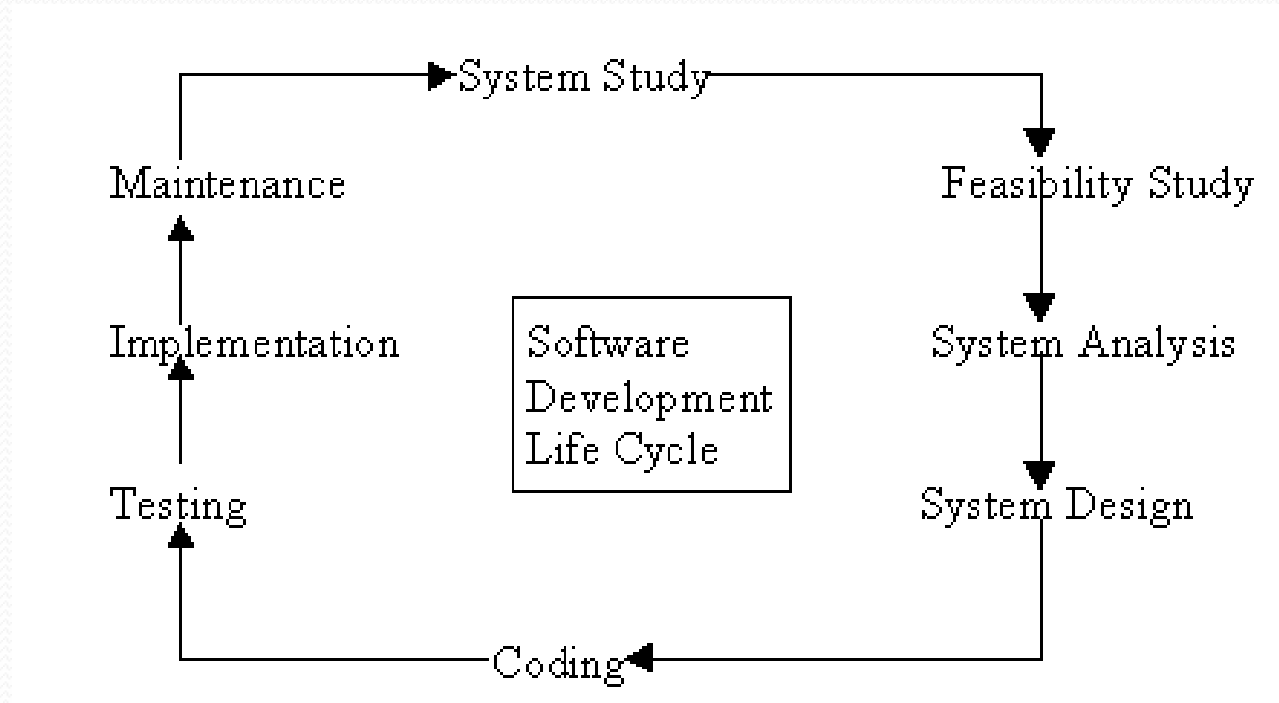 System Study
Maintenance
Feasibility Study
Implementation
Software
Development
Life Cycle
System Analysis
Testing
System Design
Coding